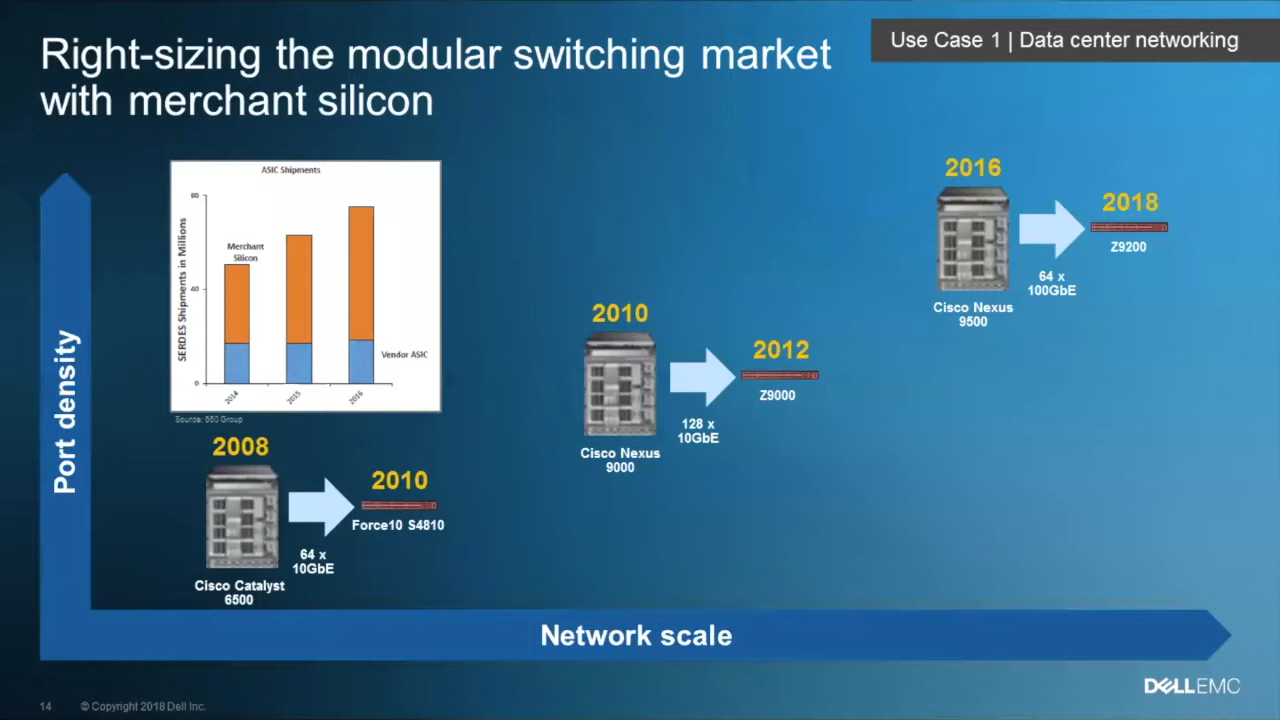 Right-sizing the modular switching market
with merchant silicon
Use Case 1 | Data center networking
ASIC Shipments
SERDES Shipments in Millions
80
40
0
Merchant
Silicon
Vendor ASIC
2014
2015
2016
Source: 650 Group
Port density
2008
Cisco Catalyst
6500
64 x
10GbE
2010
Force10 S4810
2010
Cisco Nexus
9000
128 x
10GbE
2012
Z9000
2016
Cisco Nexus
9500
64 x
100GbE
2018
Z9200
Network scale
14
© Copyright 2018 Dell Inc.
DELLEMC